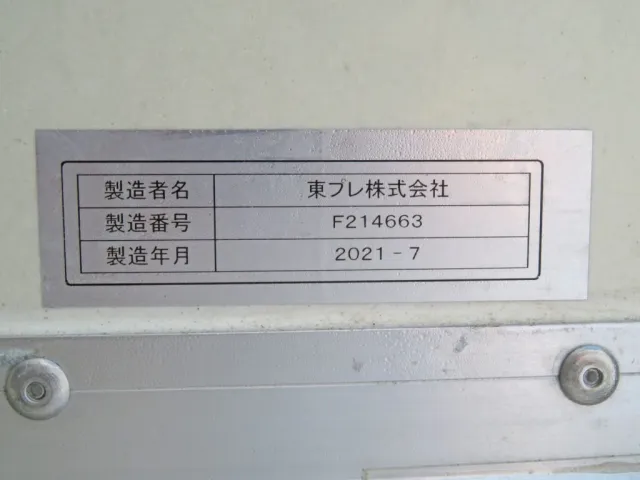 製造者名 東プレ株式会社
製造番号 F214663
製造年月 2021-7